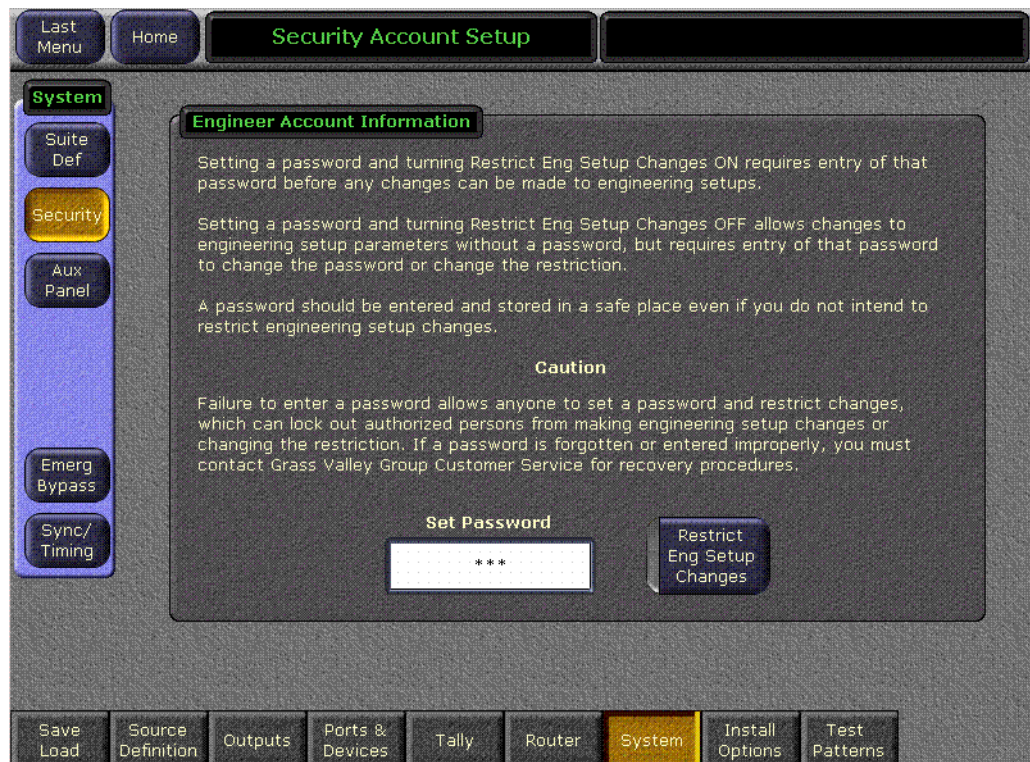 Last
Menu
Home
Security Account Setup
System
Suite
Def
Security
Aux
Panel
Emerg
Bypass
Sync/
Timing
Engineer Account Information
Setting a password and turning Restrict Eng Setup Changes ON requires entry of that
password before any changes can be made to engineering setups.
Setting a password and turning Restrict Eng Setup Changes OFF allows changes to
engineering setup parameters without a password, but requires entry of that password
to change the password or change the restriction.
A password should be entered and stored in a safe place even if you do not intend to
restrict engineering setup changes.
Caution
Failure to enter a password allows anyone to set a password and restrict changes,
which can lock out authorized persons from making engineering setup changes or
changing the restriction. If a password is forgotten or entered improperly, you must
contact Grass Valley Group Customer Service for recovery procedures.
Set Password
***
Restrict
Eng Setup
Changes
Save
Load
Source
Definition
Outputs
Ports &
Devices
Tally
Router
System
Install
Options
Test
Patterns